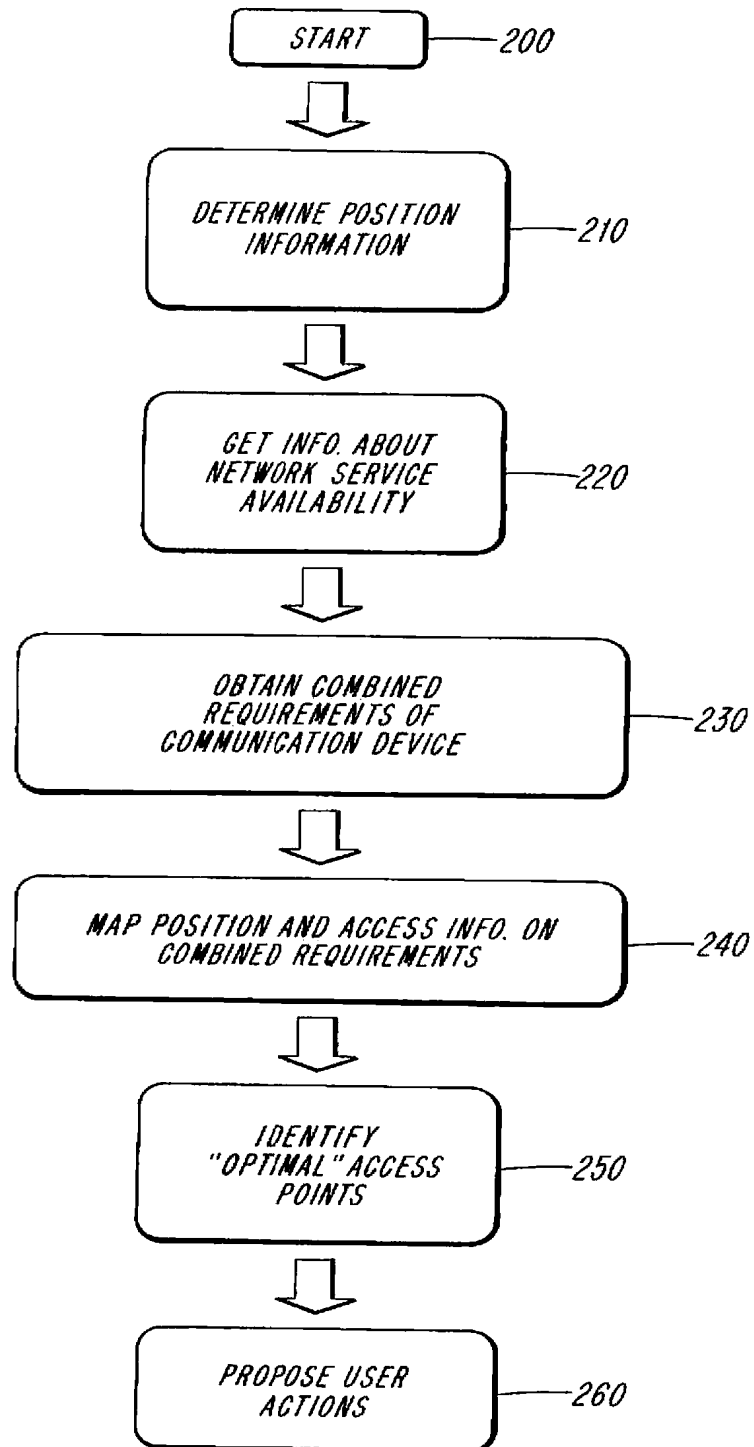 START
200
DETERMINE POSITION
INFORMATION
210
GET INFO. ABOUT
NETWORK SERVICE
AVAILABILITY
220
OBTAIN COMBINED
REQUIREMENTS OF
COMMUNICATION DEVICE
230
MAP POSITION AND ACCESS INFO. ON
COMBINED REQUIREMENTS
240
IDENTIFY
"OPTIMAL" ACCESS
POINTS
250
PROPOSE USER
ACTIONS
260